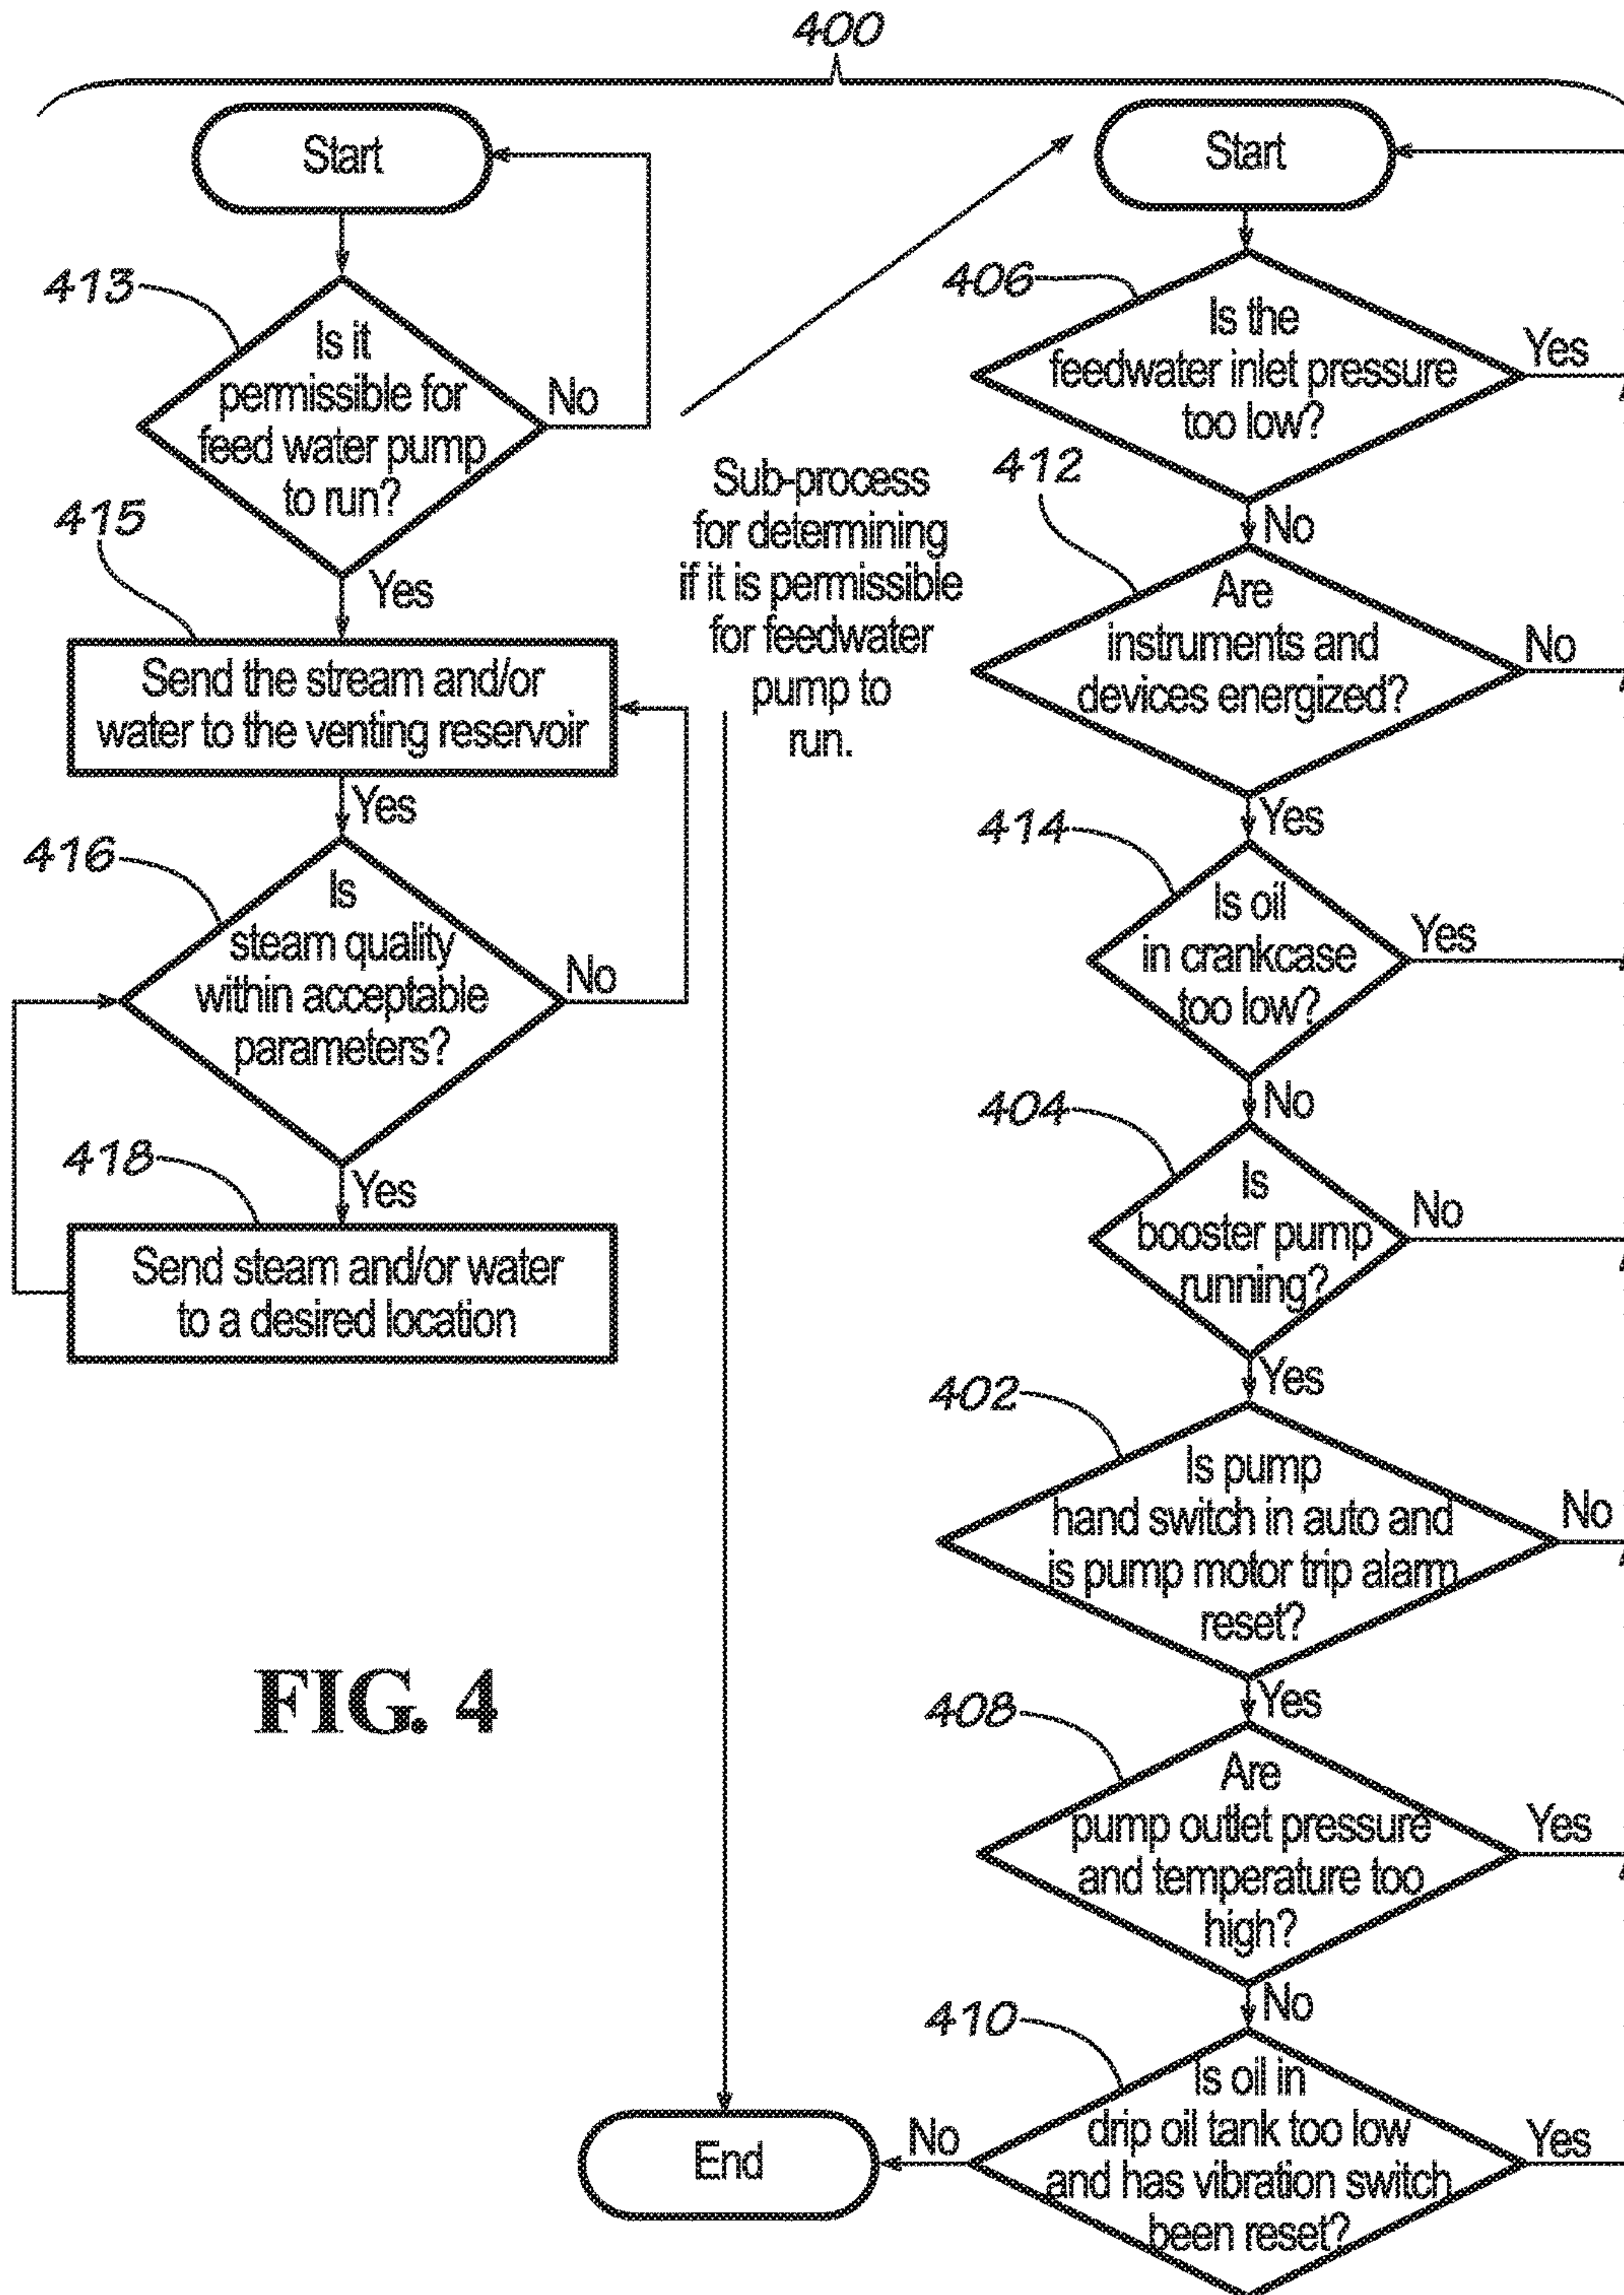 400
Start
413
Is it
permissible for
feed water pump
to run?
No
Yes
415
Send the stream and/or
water to the venting reservoir
Yes
416
Is
steam quality
within acceptable
parameters?
No
Yes
418
Send steam and/or water
to a desired location
FIG. 4
Sub-process
for determining
if it is permissible
for feedwater
pump to
run.
Start
406
Is the
feedwater inlet pressure
too low?
Yes
No
412
Are
instruments and
devices energized?
No
Yes
414
Is oil
in crankcase
too low?
Yes
No
404
Is
booster pump
running?
No
Yes
402
Is pump
hand switch in auto and
is pump motor trip alarm
reset?
No
Yes
408
Are
pump outlet pressure
and temperature too
high?
Yes
No
410
Is oil in
drip oil tank too low
and has vibration switch
been reset?
Yes
No
End